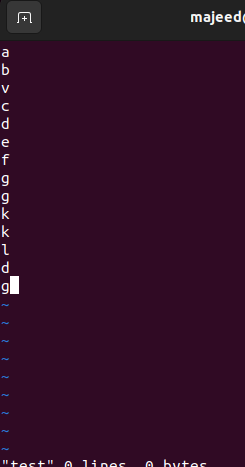 majeed@
a
b
v
c
d
e
f
g
g
k
k
l
d
g
~
~
~
~
~
~
~
~
~
"test" 0 lines, 0 bytes